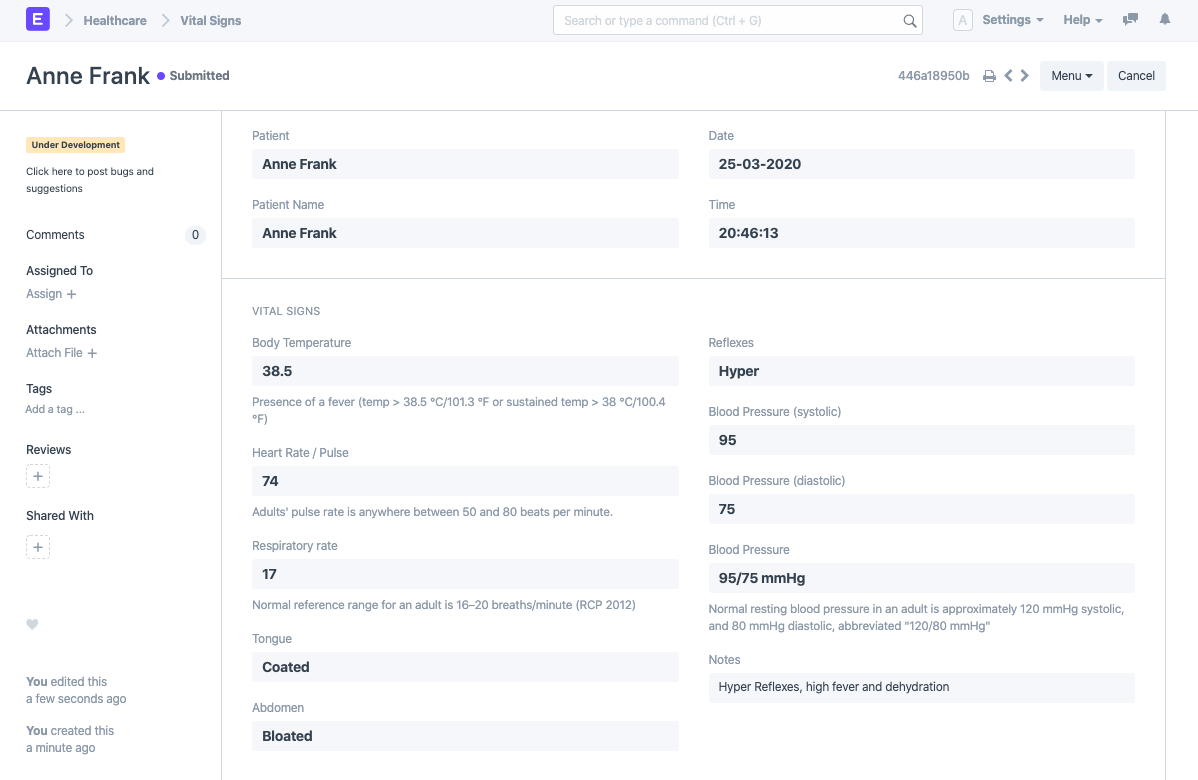 E
Healthcare
Vital Signs
Search or type a command (Ctrl + G)
A
Settings
Help
Anne Frank
Submitted
446a18950b
Menu
Cancel
Under Development
Click here to post bugs and
suggestions
Comments
0
Assigned To
Assign +
Attachments
Attach File +
Tags
Add a tag ...
Reviews
+
Shared With
+
You edited this
a few seconds ago
You created this
a minute ago
Patient
Anne Frank
Date
25-03-2020
Patient Name
Anne Frank
Time
20:46:13
VITAL SIGNS
Body Temperature
38.5
Presence of a fever (temp > 38.5 °C/101.3 °F or sustained temp > 38 °C/100.4
°F)
Heart Rate / Pulse
74
Adults' pulse rate is anywhere between 50 and 80 beats per minute.
Respiratory rate
17
Normal reference range for an adult is 16–20 breaths/minute (RCP 2012)
Tongue
Coated
Abdomen
Bloated
Reflexes
Hyper
Blood Pressure (systolic)
95
Blood Pressure (diastolic)
75
Blood Pressure
95/75 mmHg
Normal resting blood pressure in an adult is approximately 120 mmHg systolic,
and 80 mmHg diastolic, abbreviated "120/80 mmHg"
Notes
Hyper Reflexes, high fever and dehydration